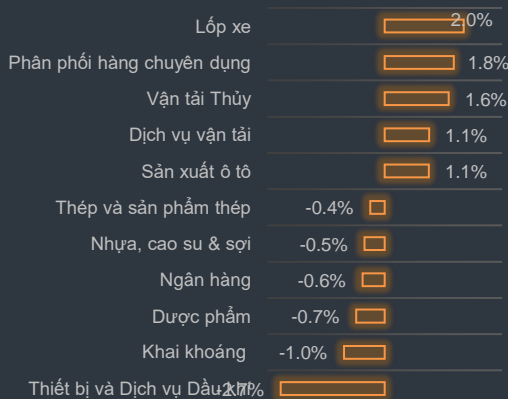 Lốp xe 2.0%
Phân phối hàng chuyên dụng 1.8%
Vận tải Thủy 1.6%
Dịch vụ vận tải 1.1%
Sản xuất ô tô 1.1%
Thép và sản phẩm thép -0.4%
Nhựa, cao su & sợi -0.5%
Ngân hàng -0.6%
Dược phẩm -0.7%
Khai khoáng -1.0%
Thiết bị và Dịch vụ Dầu khí -2.7%